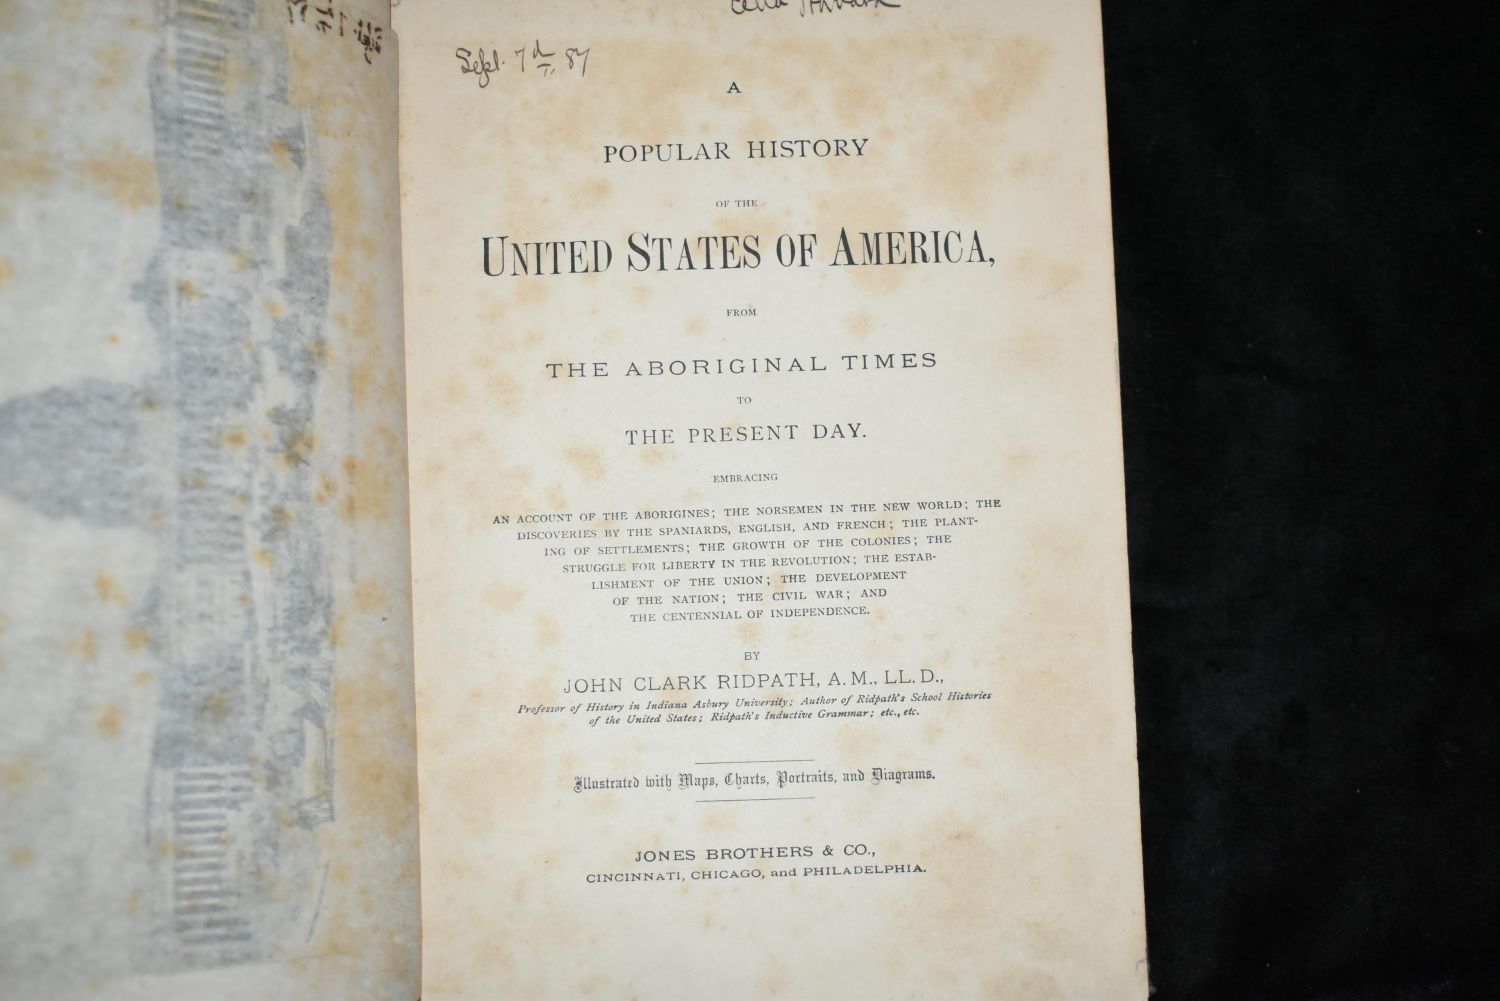 Sept. 7th 87
A
POPULAR HISTORY
OF THE
UNITED STATES OF AMERICA,
FROM
THE ABORIGINAL TIMES
TO
THE PRESENT DAY.
EMBRACING
AN ACCOUNT OF THE ABORIGINES; THE NORSEMEN IN THE NEW WORLD; THE
DISCOVERIES BY THE SPANIARDS, ENGLISH, AND FRENCH; THE PLANT-
ING OF SETTLEMENTS; THE GROWTH OF THE COLONIES; THE
STRUGGLE FOR LIBERTY IN THE REVOLUTION; THE ESTAB-
LISHMENT OF THE UNION; THE DEVELOPMENT
OF THE NATION; THE CIVIL WAR; AND
THE CENTENNIAL OF INDEPENDENCE.
BY
JOHN CLARK RIDPATH, A.M., LL.D.,
Professor of History in Indiana Asbury University; Author of Ridpath's School Histories
of the United States; Ridpath's Inductive Grammar; etc., etc.
Illustrated with Maps, Charts, Portraits, and Diagrams.
JONES BROTHERS & CO.,
CINCINNATI, CHICAGO, and PHILADELPHIA.